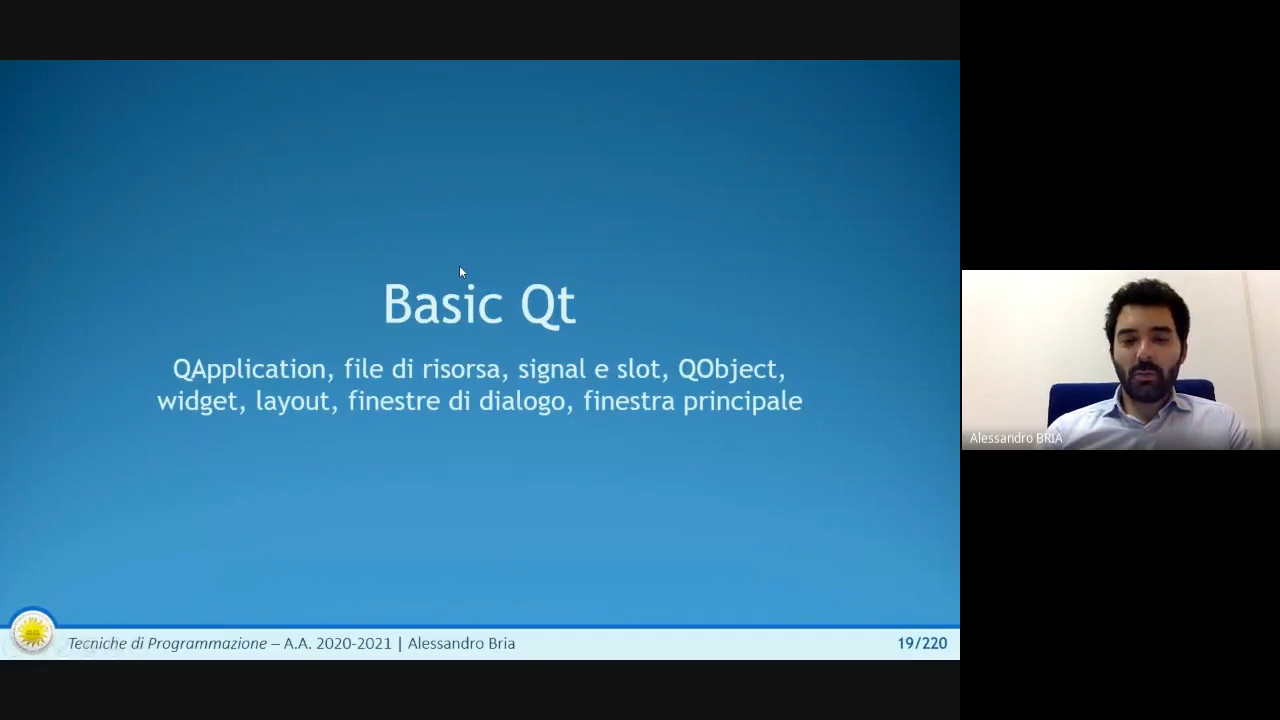 Basic Qt
QApplication, file di risorsa, signal e slot, QObject,
widget, layout, finestre di dialogo, finestra principale
Alessandro BRIA
Tecniche di Programmazione – A.A. 2020-2021 | Alessandro Bria
19/220